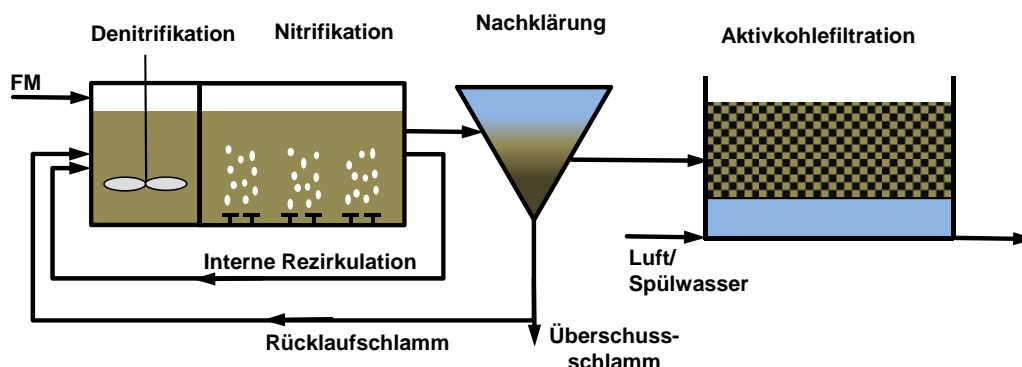 Denitrifikation
Nitrifikation
Nachklärung
Aktivkohlefiltration
FM
Interne Rezirkulation
Luft/
Spülwasser
Rücklaufschlamm
Überschuss-
schlamm